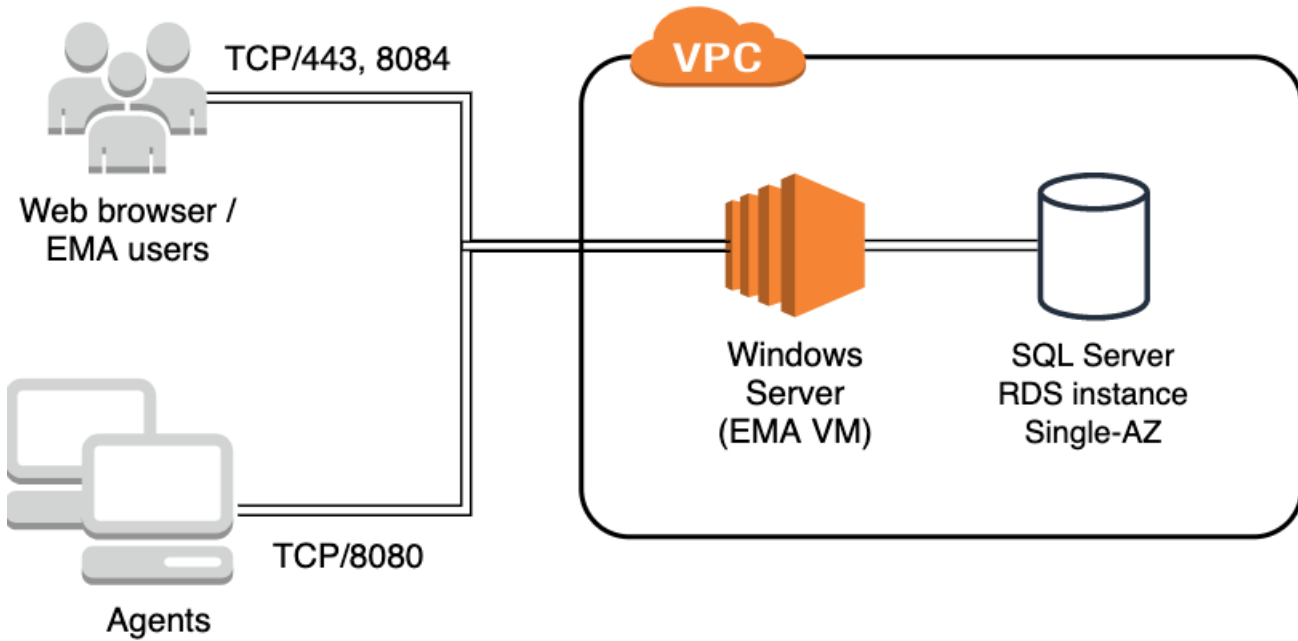 TCP/443, 8084
VPC
Web browser /
EMA users
Windows
Server
(EMA VM)
SQL Server
RDS instance
Single-AZ
TCP/8080
Agents